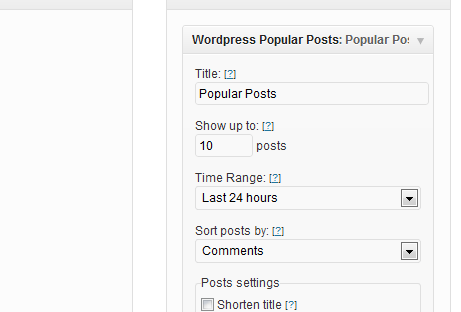 Wordpress Popular Posts: Popular Pos
Title: [?]
Popular Posts
Show up to: [?]
10 posts
Time Range: [?]
Last 24 hours
Sort posts by: [?]
Comments
Posts settings
Shorten title [?]